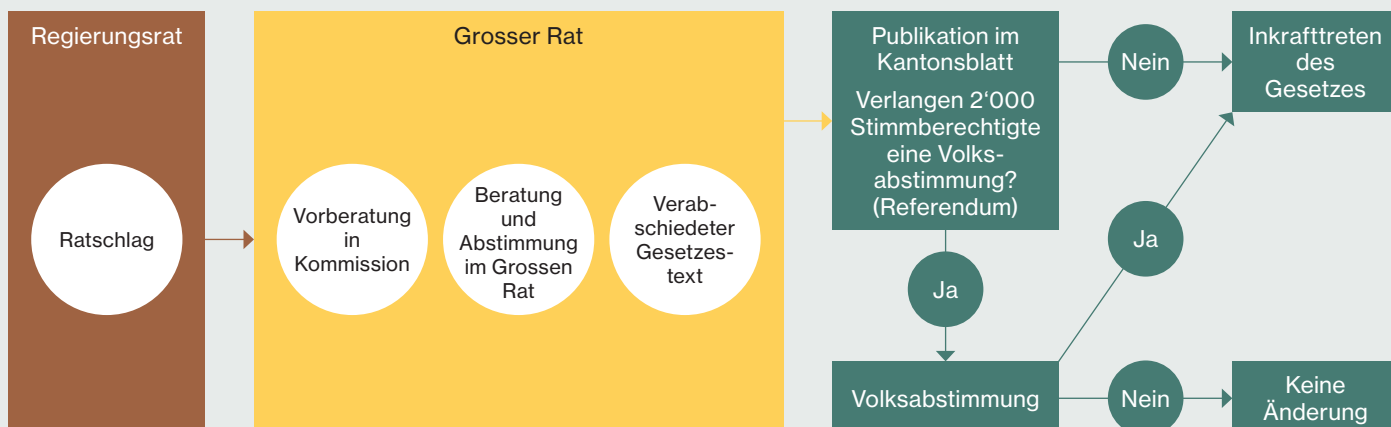 Regierungsrat
Ratschlag
Grosser Rat
Vorberatung
in
Kommission
Beratung
und
Abstimmung
im Grossen
Rat
Verab-
schiedeter
Gesetzes-
text
Publikation im
Kantonsblatt
Verlangen 2‘000
Stimmberechtigte
eine Volks-
abstimmung?
(Referendum)
Nein
Inkrafttreten
des
Gesetzes
Ja
Ja
Volksabstimmung
Nein
Keine
Änderung